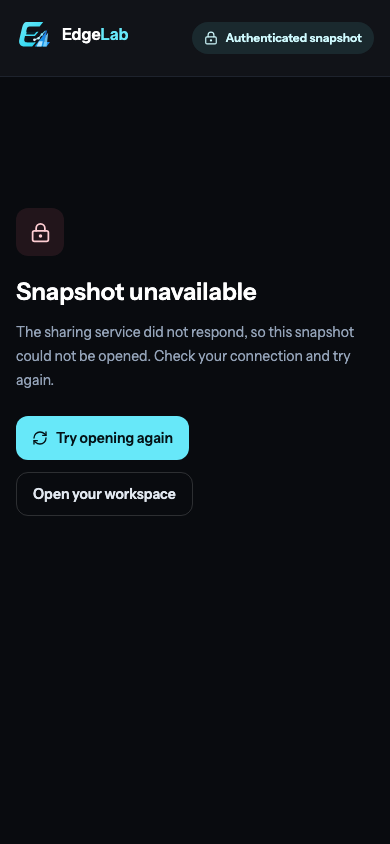 EdgeLab
Authenticated snapshot
Snapshot unavailable
The sharing service did not respond, so this snapshot
could not be opened. Check your connection and try
again.
Try opening again
Open your workspace